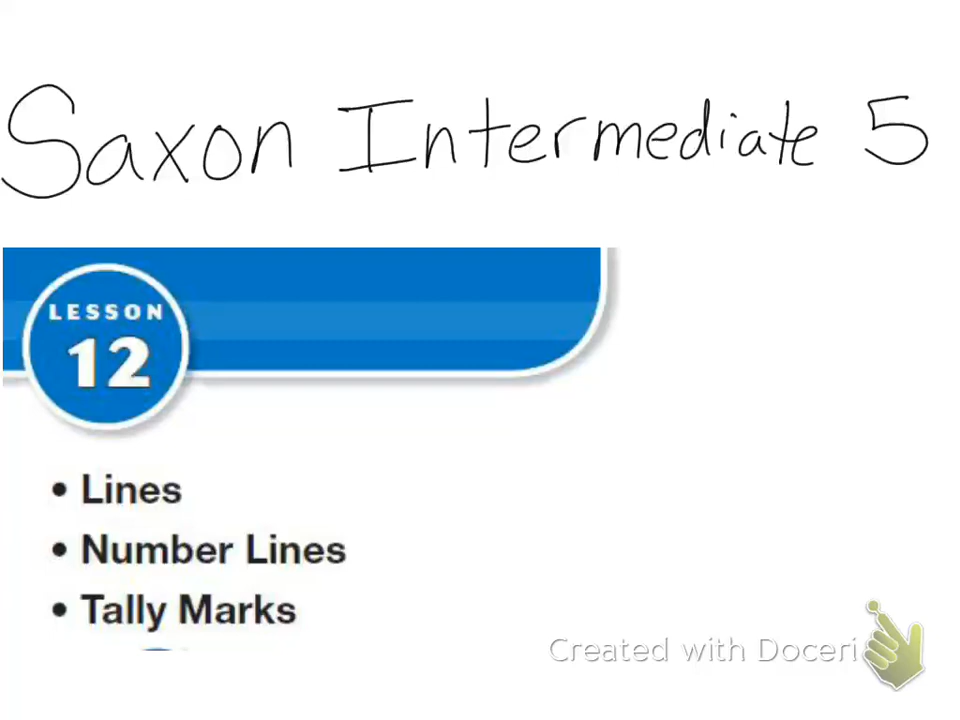 Saxon Intermediate 5
LESSON
12
• Lines
• Number Lines
• Tally Marks
Created with Doceri